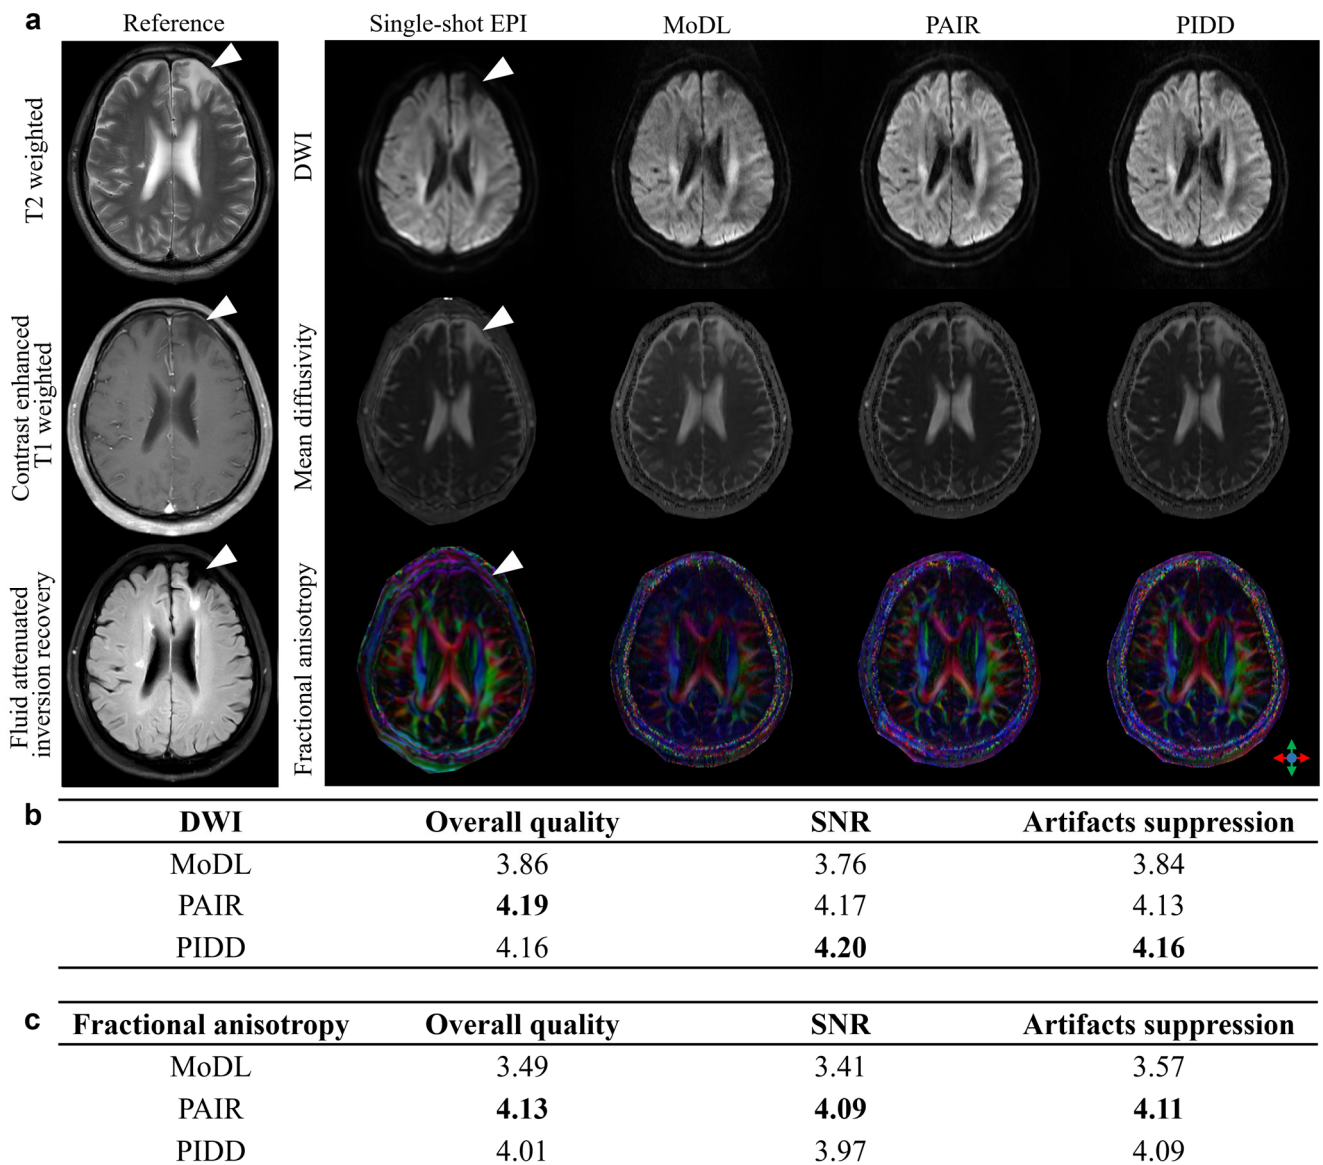 a Reference Single-shot EPI MoDL PAIR PIDD
T2 weighted
DWI
Contrast enhanced
T1 weighted
Mean diffusivity
Fluid attenuated
inversion recovery
Fractional anisotropy
b DWI Overall quality SNR Artifacts suppression
MoDL 3.86 3.76 3.84
PAIR 4.19 4.17 4.13
PIDD 4.16 4.20 4.16
c Fractional anisotropy Overall quality SNR Artifacts suppression
MoDL 3.49 3.41 3.57
PAIR 4.13 4.09 4.11
PIDD 4.01 3.97 4.09